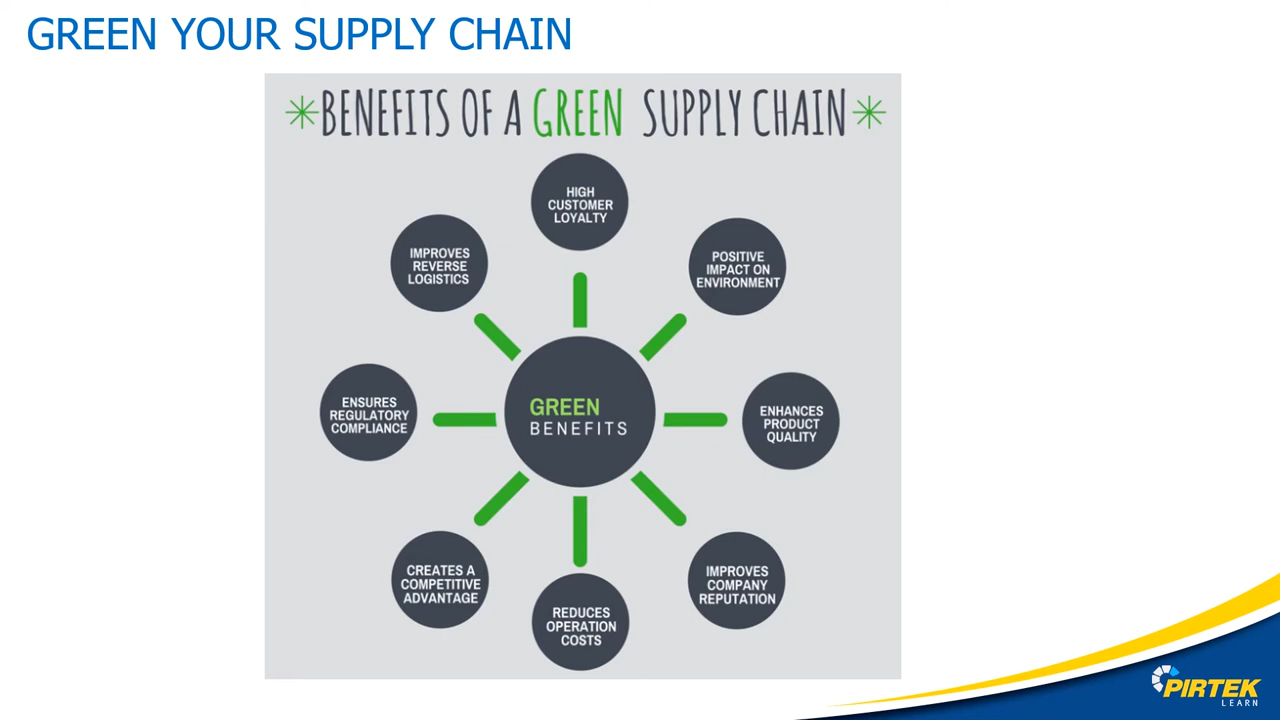 GREEN YOUR SUPPLY CHAIN
BENEFITS OF A GREEN SUPPLY CHAIN
HIGH
CUSTOMER
LOYALTY
POSITIVE
IMPACT ON
ENVIRONMENT
ENHANCES
PRODUCT
QUALITY
IMPROVES
COMPANY
REPUTATION
REDUCES
OPERATION
COSTS
CREATES A
COMPETITIVE
ADVANTAGE
ENSURES
REGULATORY
COMPLIANCE
IMPROVES
REVERSE
LOGISTICS
GREEN
BENEFITS
PIRTEK
LEARN